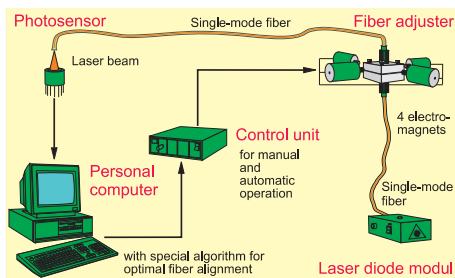 Photosensor
Single-mode fiber
Fiber adjuster
Laser beam
4 electro-
magnets
Control unit
for manual
and
automatic
operation
Personal
computer
Single-mode
fiber
with special algorithm for
optimal fiber alignment
Laser diode modul